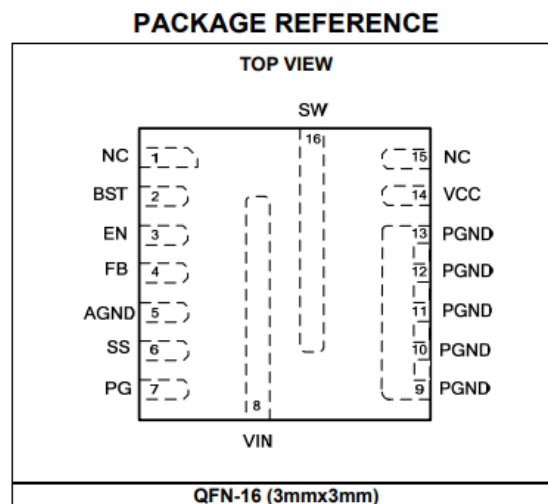 PACKAGE REFERENCE
TOP VIEW
SW
16
NC 1 15 NC
BST 2 14 VCC
EN 3 13 PGND
FB 4 12 PGND
AGND 5 11 PGND
SS 6 10 PGND
PG 7 9 PGND
8
VIN
QFN-16 (3mmx3mm)